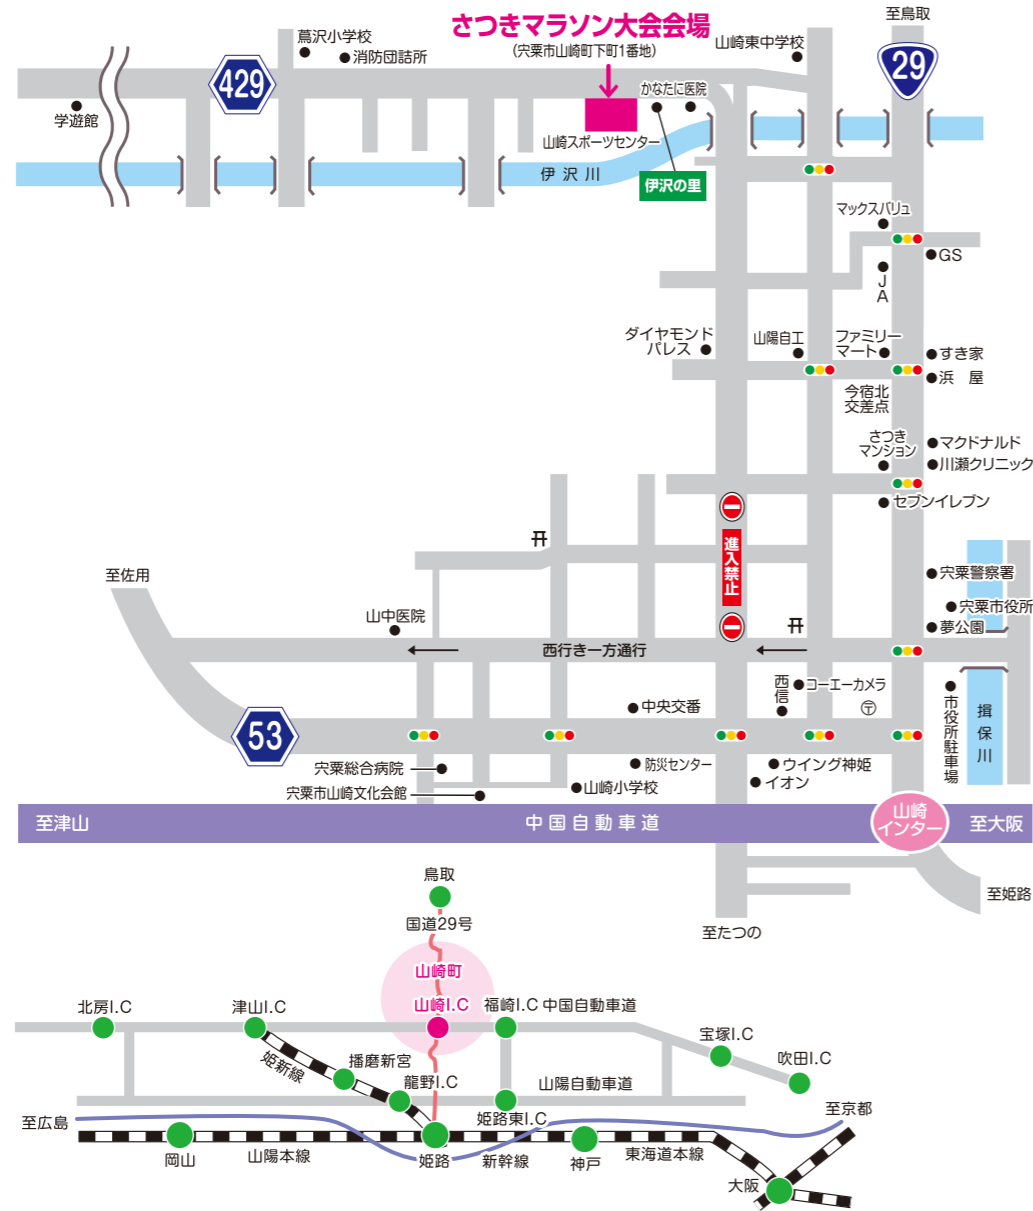 さつきマラソン大会会場
(宍粟市山崎町下町1番地)
至鳥取
蔦沢小学校
消防団詰所
山崎東中学校
29
429
学遊館
かなたに医院
山崎スポーツセンター
伊沢川
伊沢の里
マックスバリュ
GS
JA
ダイヤモンド
パレス
山陽自工
ファミリー
マート
すき家
浜 屋
今宿北
交差点
さつき
マンション
マクドナルド
川瀬クリニック
セブンイレブン
進入禁止
至佐用
宍粟警察署
宍粟市役所
夢公園
山中医院
西行き一方通行
西信
コーエーカメラ
〒
中央交番
市役所駐車場
揖保川
53
宍粟総合病院
防災センター
ウイング神姫
イオン
宍粟市山崎文化会館
山崎小学校
至津山
中国自動車道
山崎
インター
至大阪
至姫路
至たつの
鳥取
国道29号
山崎町
北房I.C
津山I.C
山崎I.C
福崎I.C
中国自動車道
宝塚I.C
吹田I.C
姫新線
播磨新宮
龍野I.C
山陽自動車道
姫路東I.C
至広島
至京都
岡山
山陽本線
姫路
新幹線
神戸
東海道本線
大阪